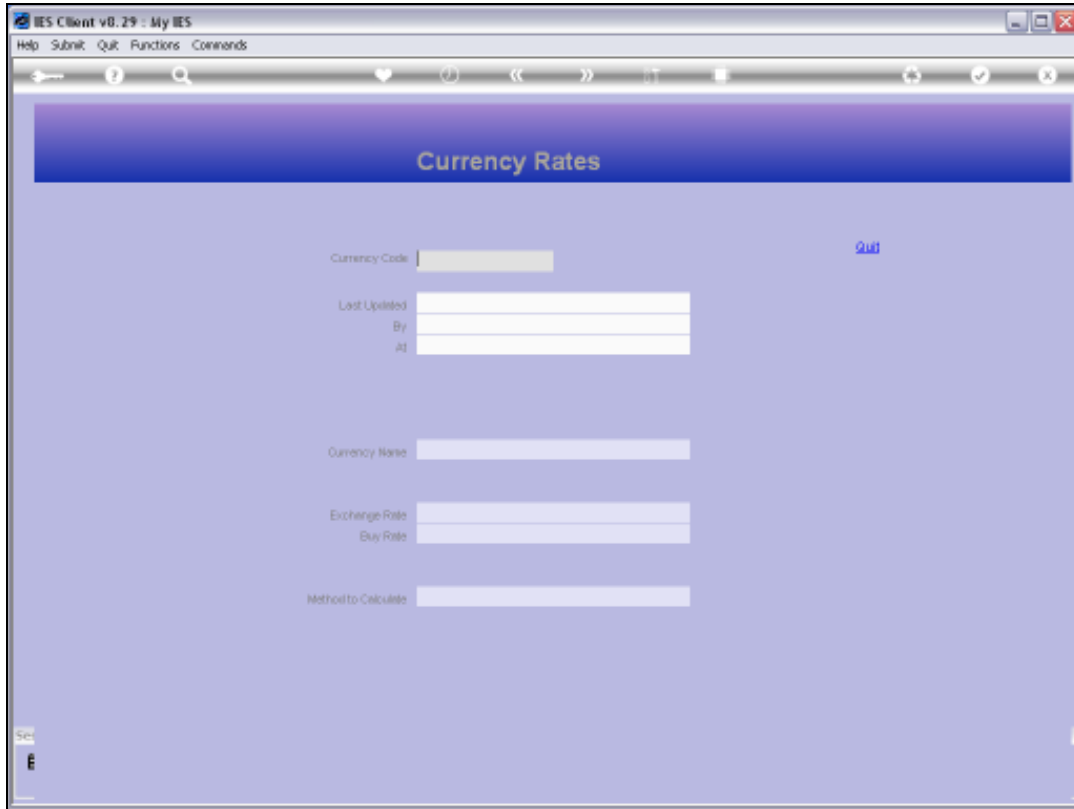 IES Client v8.29 : My IES
Help Submit Quit Functions Commands
Currency Rates
Quit
Currency Code
Last Updated
By
At
Currency Name
Exchange Rate
Buy Rate
Method to Calculate
Se